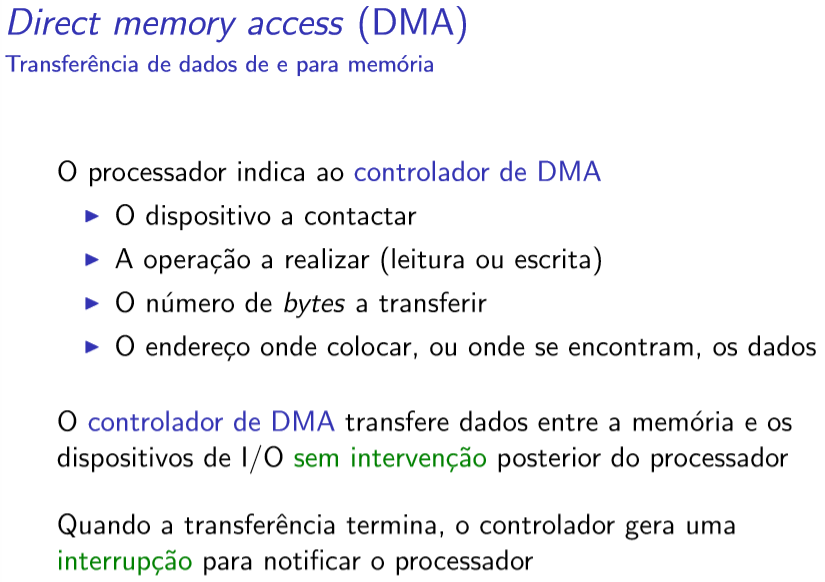 Direct memory access (DMA)
Transferência de dados de e para memória
O processador indica ao controlador de DMA
▶ O dispositivo a contactar
▶ A operação a realizar (leitura ou escrita)
▶ O número de bytes a transferir
▶ O endereço onde colocar, ou onde se encontram, os dados
O controlador de DMA transfere dados entre a memória e os
dispositivos de I/O sem intervenção posterior do processador
Quando a transferência termina, o controlador gera uma
interrupção para notificar o processador